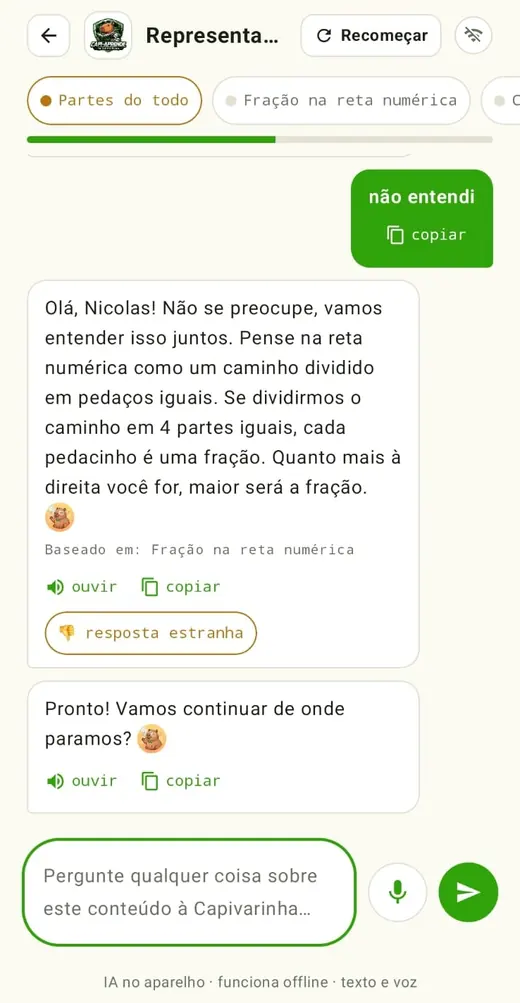 CAPI-APRENDE
Representa...
Recomeçar
Partes do todo
Fração na reta numérica
não entendi
copiar
Olá, Nicolas! Não se preocupe, vamos
entender isso juntos. Pense na reta
numérica como um caminho dividido
em pedaços iguais. Se dividirmos o
caminho em 4 partes iguais, cada
pedacinho é uma fração. Quanto mais à
direita você for, maior será a fração.
Baseado em: Fração na reta numérica
ouvir copiar
resposta estranha
Pronto! Vamos continuar de onde
paramos?
ouvir copiar
Pergunte qualquer coisa sobre
este conteúdo à Capivarinha...
IA no aparelho · funciona offline · texto e voz